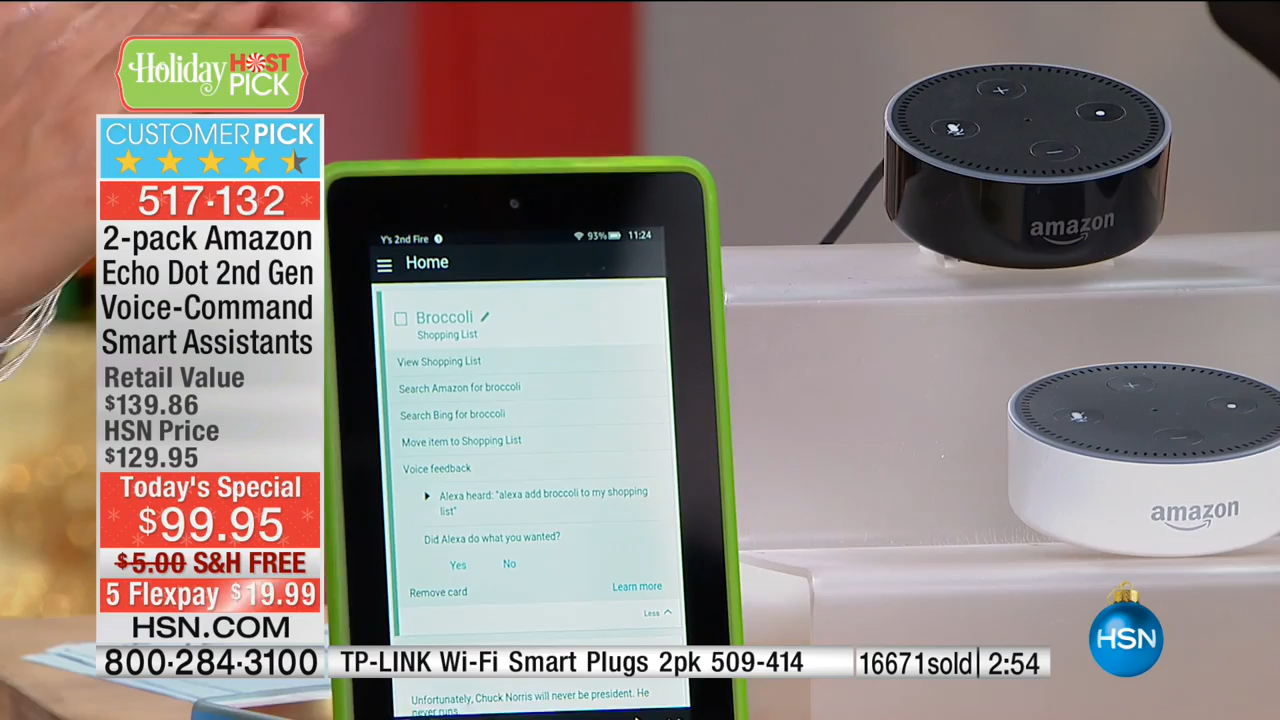 Holiday HOST PICK
CUSTOMER PICK
517-132
2-pack Amazon
Echo Dot 2nd Gen
Voice-Command
Smart Assistants
Retail Value
$139.86
HSN Price
$129.95
Today's Special
$99.95
$5.00 S&H FREE
5 Flexpay $19.99
HSN.COM
800-284-3100
TP-LINK Wi-Fi Smart Plugs 2pk 509-414
16671sold
2:54
Y's 2nd Fire
93%
11:24
Home
Broccoli
Shopping List
View Shopping List
Search Amazon for broccoli
Search Bing for broccoli
Move item to Shopping List
Voice feedback
Alexa heard: "alexa add broccoli to my shopping
list"
Did Alexa do what you wanted?
Yes No
Remove card Learn more
Less
Unfortunately, Chuck Norris will never be president. He
never runs
amazon
amazon
HSN